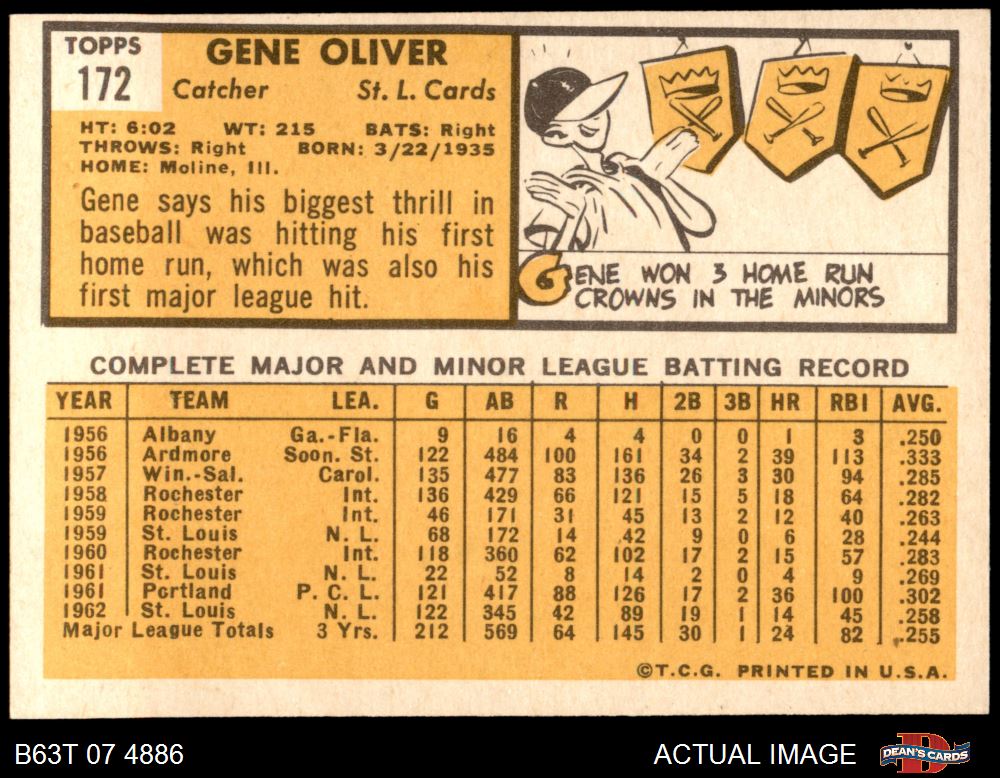 TOPPS
172
GENE OLIVER
Catcher St. L. Cards
HT: 6:02 WT: 215 BATS: Right
THROWS: Right BORN: 3/22/1935
HOME: Moline, Ill.
Gene says his biggest thrill in
baseball was hitting his first
home run, which was also his
first major league hit.
GENE WON 3 HOME RUN
CROWNS IN THE MINORS
COMPLETE MAJOR AND MINOR LEAGUE BATTING RECORD
YEAR TEAM LEA. G AB R H 2B 3B HR RBI AVG.
1956 Albany Ga.-Fla. 9 16 4 4 0 0 1 3 .250
1956 Ardmore Soon. St. 122 484 100 161 34 2 39 113 .333
1957 Win.-Sal. Carol. 135 477 83 136 26 3 30 94 .285
1958 Rochester Int. 136 429 66 121 15 5 18 64 .282
1959 Rochester Int. 46 171 31 45 13 2 12 40 .263
1959 St. Louis N. L. 68 172 14 42 9 0 6 28 .244
1960 Rochester Int. 118 360 62 102 17 2 15 57 .283
1961 St. Louis N. L. 22 52 8 14 2 0 4 9 .269
1961 Portland P. C. L. 121 417 88 126 17 2 36 100 .302
1962 St. Louis N. L. 122 345 42 89 19 1 14 45 .258
Major League Totals 3 Yrs. 212 569 64 145 30 1 24 82 .255
©T.C.G. PRINTED IN U.S.A.
B63T 07 4886 ACTUAL IMAGE DEAN'S CARDS